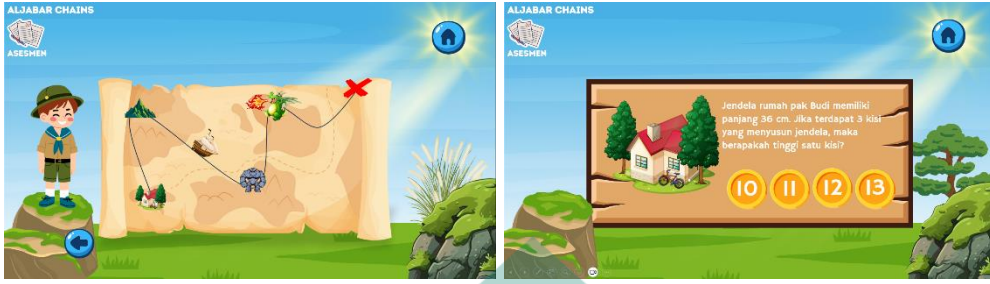 ALJABAR CHAINS
ASESMEN
ALJABAR CHAINS
ASESMEN
Jendela rumah pak Budi memiliki
panjang 36 cm. Jika terdapat 3 kisi
yang menyusun jendela, maka
berapakah tinggi satu kisi?
10 11 12 13